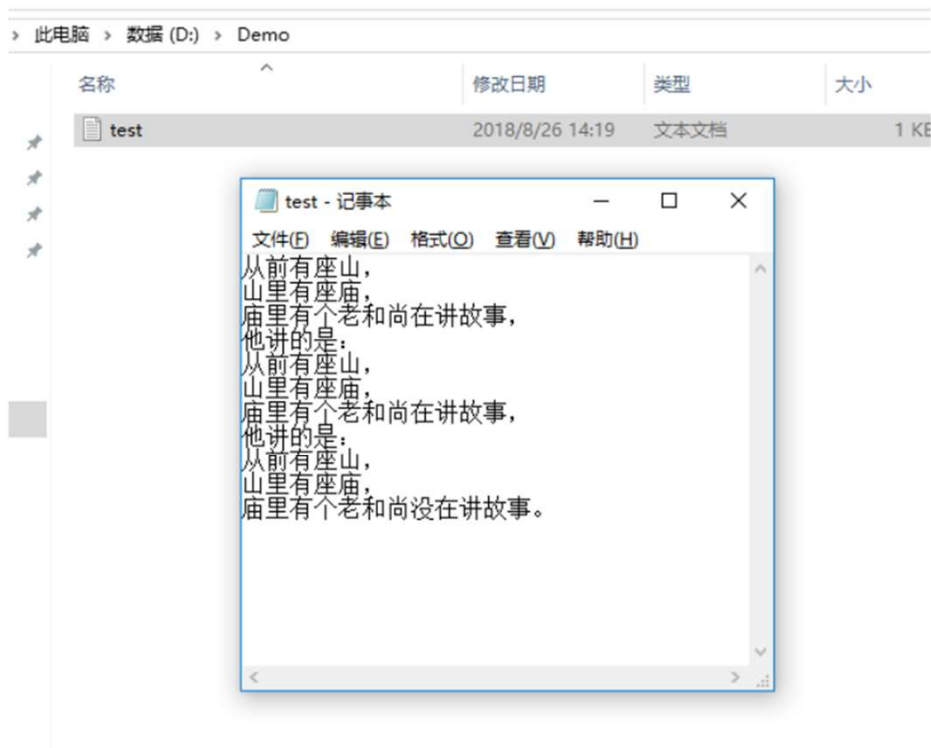 此电脑 › 数据 (D:) › Demo
名称 修改日期 类型 大小
test 2018/8/26 14:19 文本文档 1 KB
test - 记事本
文件(F) 编辑(E) 格式(O) 查看(V) 帮助(H)
从前有座山，
山里有座庙，
庙里有个老和尚在讲故事，
他讲的是：
从前有座山，
山里有座庙，
庙里有个老和尚在讲故事，
他讲的是：
从前有座山，
山里有座庙，
庙里有个老和尚没在讲故事。